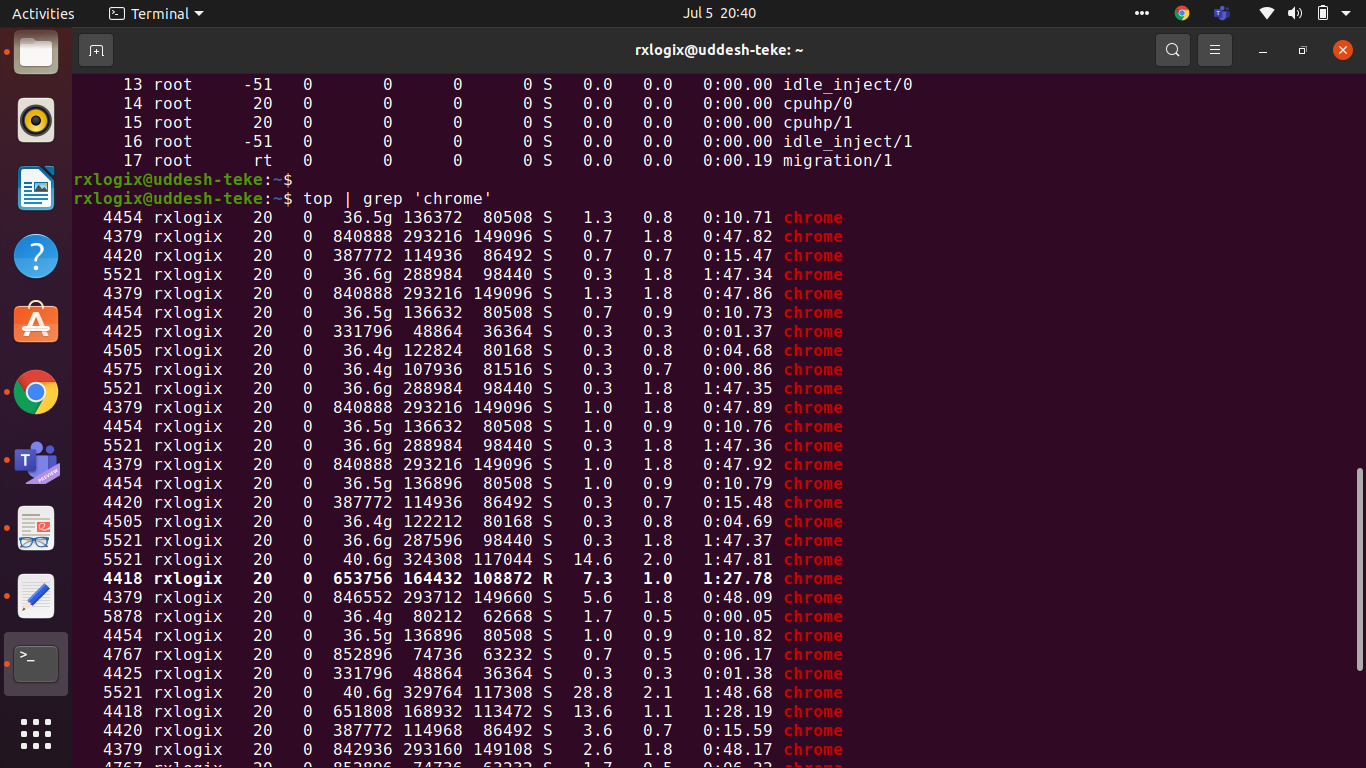 Activities
Terminal
Jul 5 20:40
rxlogix@uddesh-teke: ~
13 root -51 0 0 0 0 S 0.0 0.0 0:00.00 idle_inject/0
14 root 20 0 0 0 0 S 0.0 0.0 0:00.00 cpuhp/0
15 root 20 0 0 0 0 S 0.0 0.0 0:00.00 cpuhp/1
16 root -51 0 0 0 0 S 0.0 0.0 0:00.00 idle_inject/1
17 root rt 0 0 0 0 S 0.0 0.0 0:00.19 migration/1
rxlogix@uddesh-teke:~$
rxlogix@uddesh-teke:~$ top | grep 'chrome'
4454 rxlogix 20 0 36.5g 136372 80508 S 1.3 0.8 0:10.71 chrome
4379 rxlogix 20 0 840888 293216 149096 S 0.7 1.8 0:47.82 chrome
4420 rxlogix 20 0 387772 114936 86492 S 0.7 0.7 0:15.47 chrome
5521 rxlogix 20 0 36.6g 288984 98440 S 0.3 1.8 1:47.34 chrome
4379 rxlogix 20 0 840888 293216 149096 S 1.3 1.8 0:47.86 chrome
4454 rxlogix 20 0 36.5g 136632 80508 S 0.7 0.9 0:10.73 chrome
4425 rxlogix 20 0 331796 48864 36364 S 0.3 0.3 0:01.37 chrome
4505 rxlogix 20 0 36.4g 122824 80168 S 0.3 0.8 0:04.68 chrome
4575 rxlogix 20 0 36.4g 107936 81516 S 0.3 0.7 0:00.86 chrome
5521 rxlogix 20 0 36.6g 288984 98440 S 0.3 1.8 1:47.35 chrome
4379 rxlogix 20 0 840888 293216 149096 S 1.0 1.8 0:47.89 chrome
4454 rxlogix 20 0 36.5g 136632 80508 S 1.0 0.9 0:10.76 chrome
5521 rxlogix 20 0 36.6g 288984 98440 S 0.3 1.8 1:47.36 chrome
4379 rxlogix 20 0 840888 293216 149096 S 1.0 1.8 0:47.92 chrome
4454 rxlogix 20 0 36.5g 136896 80508 S 1.0 0.9 0:10.79 chrome
4420 rxlogix 20 0 387772 114936 86492 S 0.3 0.7 0:15.48 chrome
4505 rxlogix 20 0 36.4g 122212 80168 S 0.3 0.8 0:04.69 chrome
5521 rxlogix 20 0 36.6g 287596 98440 S 0.3 1.8 1:47.37 chrome
5521 rxlogix 20 0 40.6g 324308 117044 S 14.6 2.0 1:47.81 chrome
4418 rxlogix 20 0 653756 164432 108872 R 7.3 1.0 1:27.78 chrome
4379 rxlogix 20 0 846552 293712 149660 S 5.6 1.8 0:48.09 chrome
5878 rxlogix 20 0 36.4g 80212 62668 S 1.7 0.5 0:00.05 chrome
4454 rxlogix 20 0 36.5g 136896 80508 S 1.0 0.9 0:10.82 chrome
4767 rxlogix 20 0 852896 74736 63232 S 0.7 0.5 0:06.17 chrome
4425 rxlogix 20 0 331796 48864 36364 S 0.3 0.3 0:01.38 chrome
5521 rxlogix 20 0 40.6g 329764 117308 S 28.8 2.1 1:48.68 chrome
4418 rxlogix 20 0 651808 168932 113472 S 13.6 1.1 1:28.19 chrome
4420 rxlogix 20 0 387772 114968 86492 S 3.6 0.7 0:15.59 chrome
4379 rxlogix 20 0 842936 293160 149108 S 2.6 1.8 0:48.17 chrome